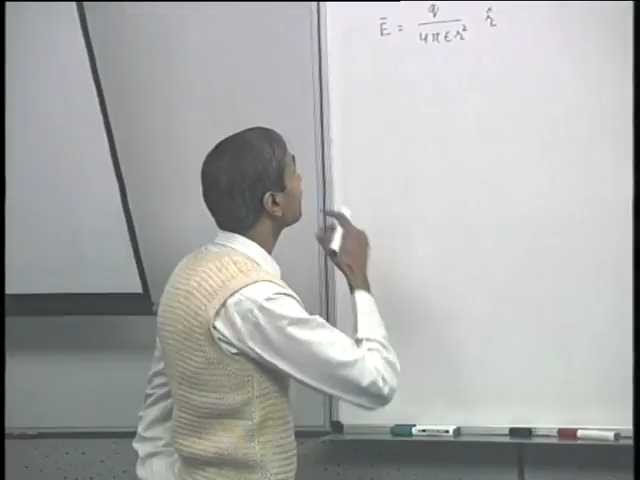 Ē = q / 4πεr² r̂